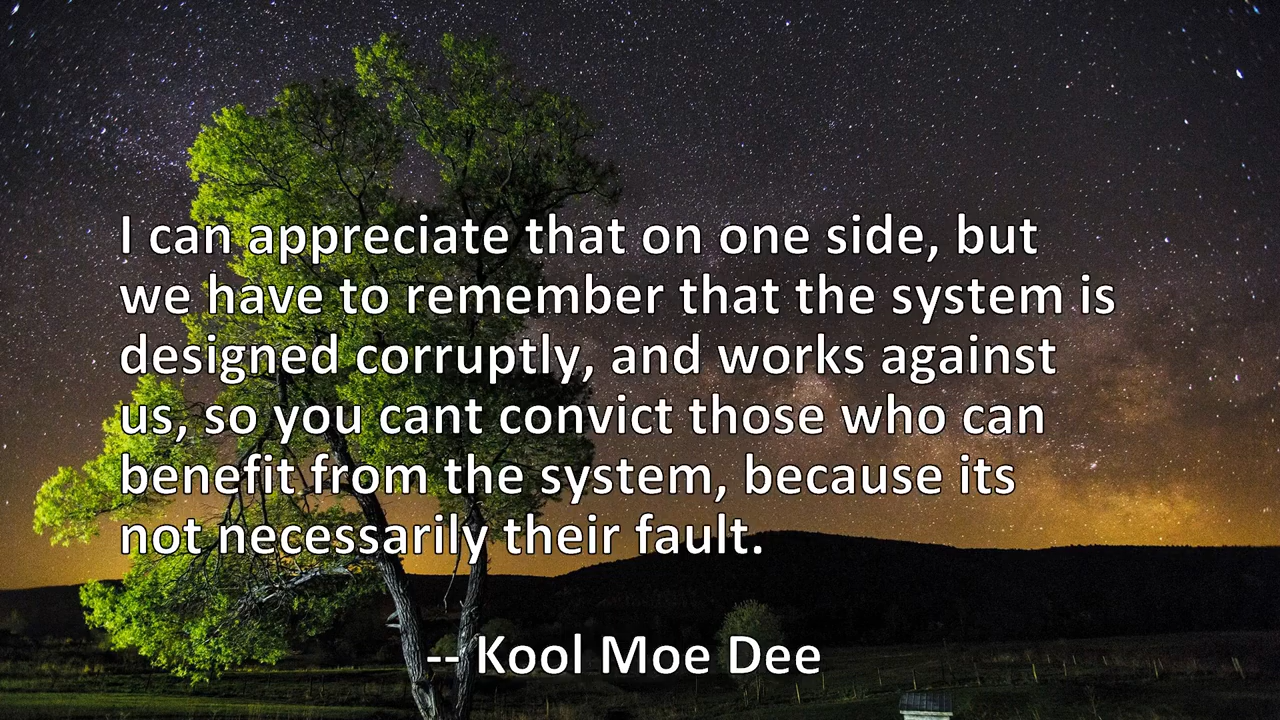 I can appreciate that on one side, but
we have to remember that the system is
designed corruptly, and works against
us, so you cant convict those who can
benefit from the system, because its
not necessarily their fault.
-- Kool Moe Dee